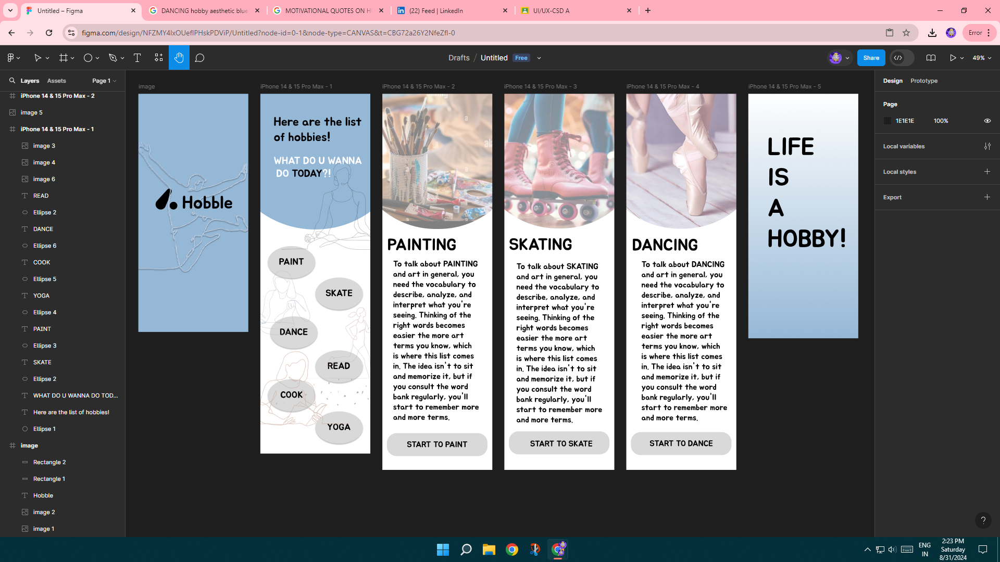 Untitled – Figma
DANCING hobby aesthetic blue
MOTIVATIONAL QUOTES ON H
(22) Feed | LinkedIn
UI/UX-CSD A
figma.com/design/NFZMY4lxOUeflPHskPDViP/Untitled?node-id=0-1&node-type=CANVAS&t=CBG72a26Y2NfeZfl-0
Error
Drafts / Untitled Free
Share
49%
Layers Assets Page 1
iPhone 14 & 15 Pro Max - 2
image 5
iPhone 14 & 15 Pro Max - 1
image 3
image 4
image 6
READ
Ellipse 2
DANCE
Ellipse 6
COOK
Ellipse 5
YOGA
Ellipse 4
PAINT
Ellipse 3
SKATE
Ellipse 2
WHAT DO U WANNA DO TOD...
Here are the list of hobbies!
Ellipse 1
image
Rectangle 2
Rectangle 1
Hobble
image 2
image 1
image
Hobble
iPhone 14 & 15 Pro Max - 1
Here are the list
of hobbies!
WHAT DO U WANNA
DO TODAY?!
PAINT
SKATE
DANCE
READ
COOK
YOGA
iPhone 14 & 15 Pro Max - 2
PAINTING
To talk about PAINTING
and art in general, you
need the vocabulary to
describe, analyze, and
interpret what you're
seeing. Thinking of the
right words becomes
easier the more art
terms you know, which
is where this list comes
in. The idea isn't to sit
and memorize it, but if
you consult the word
bank regularly, you'll
start to remember more
and more terms.
START TO PAINT
iPhone 14 & 15 Pro Max - 3
SKATING
To talk about SKATING
and art in general, you
need the vocabulary to
describe, analyze, and
interpret what you're
seeing. Thinking of the
right words becomes
easier the more art
terms you know, which
is where this list comes
in. The idea isn't to sit
and memorize it, but if
you consult the word
bank regularly, you'll
start to remember more
and more terms.
START TO SKATE
iPhone 14 & 15 Pro Max - 4
DANCING
To talk about DANCING
and art in general, you
need the vocabulary to
describe, analyze, and
interpret what you're
seeing. Thinking of the
right words becomes
easier the more art
terms you know, which
is where this list comes
in. The idea isn't to sit
and memorize it, but if
you consult the word
bank regularly, you'll
start to remember more
and more terms.
START TO DANCE
iPhone 14 & 15 Pro Max - 5
LIFE
IS
A
HOBBY!
Design Prototype
Page
1E1E1E 100%
Local variables
Local styles
Export
?
ENG
IN
2:23 PM
Saturday
8/31/2024